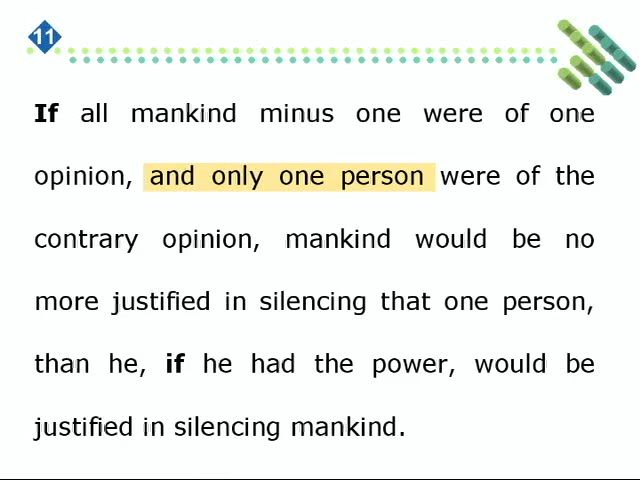 11
If all mankind minus one were of one
opinion, and only one person were of the
contrary opinion, mankind would be no
more justified in silencing that one person,
than he, if he had the power, would be
justified in silencing mankind.